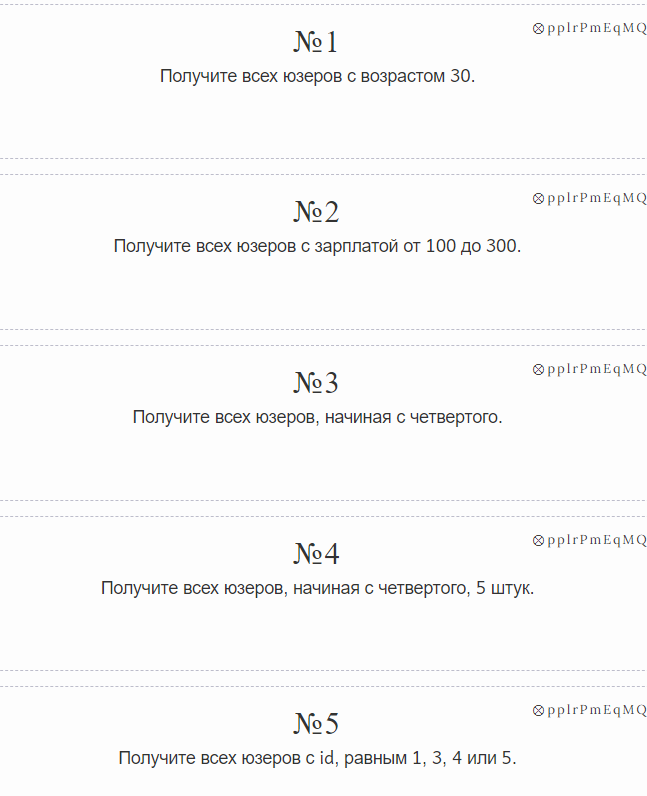 ⊗pplrPmEqMQ
№1
Получите всех юзеров с возрастом 30.
⊗pplrPmEqMQ
№2
Получите всех юзеров с зарплатой от 100 до 300.
⊗pplrPmEqMQ
№3
Получите всех юзеров, начиная с четвертого.
⊗pplrPmEqMQ
№4
Получите всех юзеров, начиная с четвертого, 5 штук.
⊗pplrPmEqMQ
№5
Получите всех юзеров с id, равным 1, 3, 4 или 5.